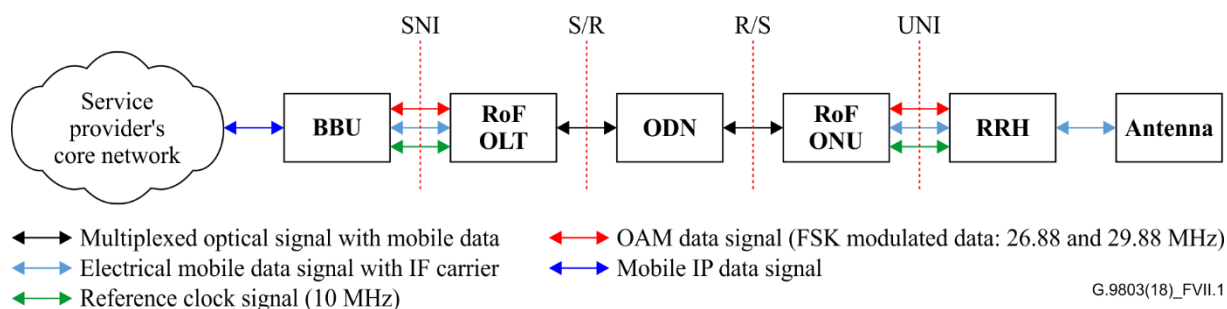 SNI S/R R/S UNI
Service
provider's
core network
BBU
RoF
OLT
ODN
RoF
ONU
RRH
Antenna
Multiplexed optical signal with mobile data
OAM data signal (FSK modulated data: 26.88 and 29.88 MHz)
Electrical mobile data signal with IF carrier
Mobile IP data signal
Reference clock signal (10 MHz)
G.9803(18)_FVII.1